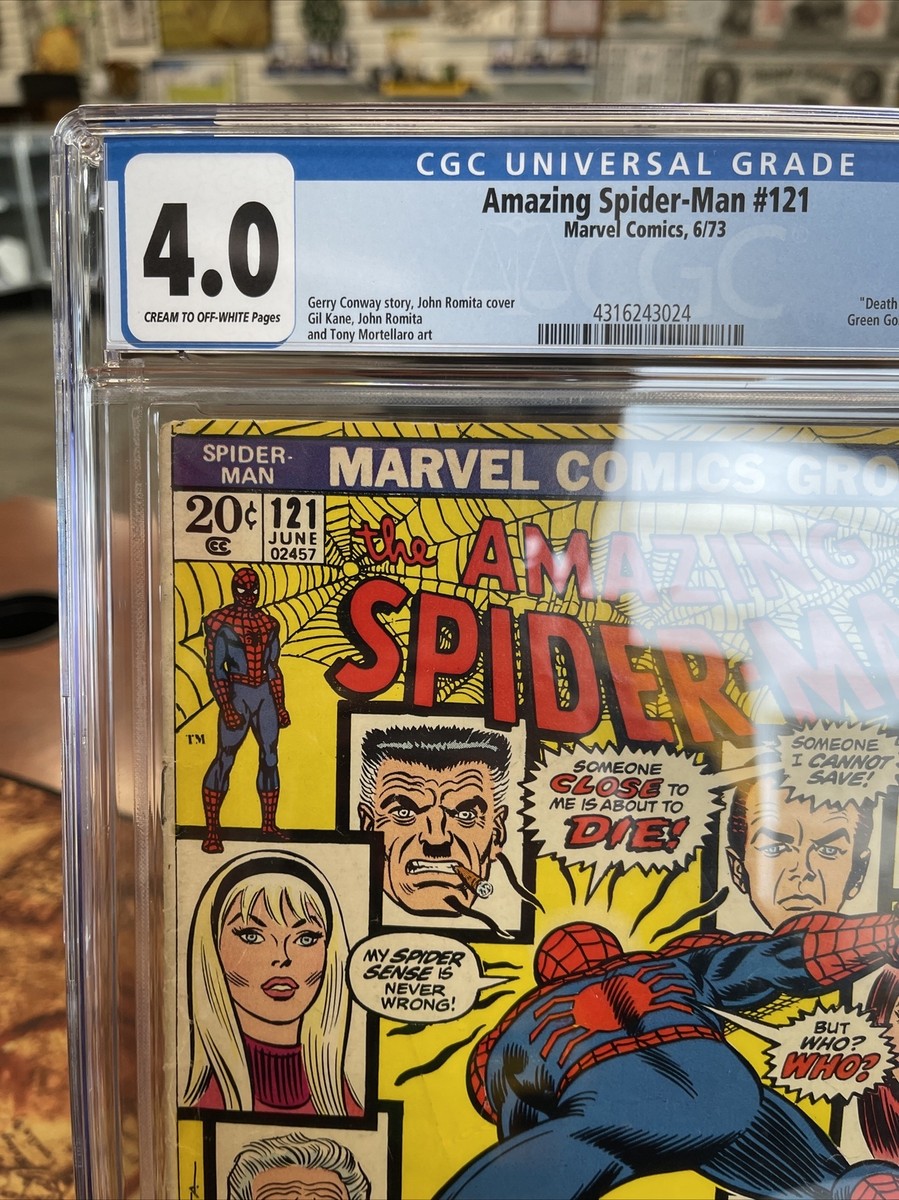 CGC UNIVERSAL GRADE
Amazing Spider-Man #121
Marvel Comics, 6/73
4.0
CREAM TO OFF-WHITE Pages
CGC
Gerry Conway story, John Romita cover
Gil Kane, John Romita
and Tony Mortellaro art
4316243024
"Death
Green Go
SPIDER-
MAN
MARVEL COMICS GRO
20¢
CC
121
JUNE
02457
the AMAZING
SPIDER-MA
TM
SOMEONE
CLOSE TO
ME IS ABOUT TO
DIE!
SOMEONE
I CANNOT
SAVE!
MY SPIDER
SENSE IS
NEVER
WRONG!
BUT
WHO?
WHO?